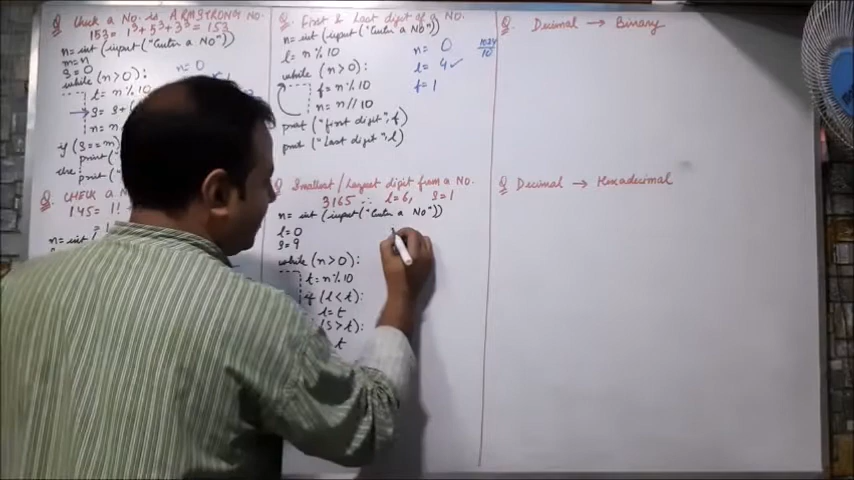 Q. Check a No. is ARMSTRONG No.
153 = 1³ + 5³ + 3³ = 153
n = int (input ("Enter a No"))
m = n
s = 0
while (n > 0):
t = n % 10
s = s +
n =
if (s == m)
print
else
print
n = 0
Q. CHECK A
145 = 1!
n = int
Q. First & Last digit of a No.
n = int (input ("Enter a No"))
l = n % 10
while (n > 0):
f = n % 10
n = n // 10
print ("first digit", f)
print ("Last digit", l)
n = 0
l = 4 ✓
f = 1
1024
10
Q. Smallest / Largest digit from a No.
3165 ∴ l = 6, s = 1
n = int (input ("Enter a No"))
l = 0
s = 9
while (n > 0):
t = n % 10
if (l < t):
l = t
(s > t):
t
Q. Decimal → Binary
Q. Decimal → Hexadecimal